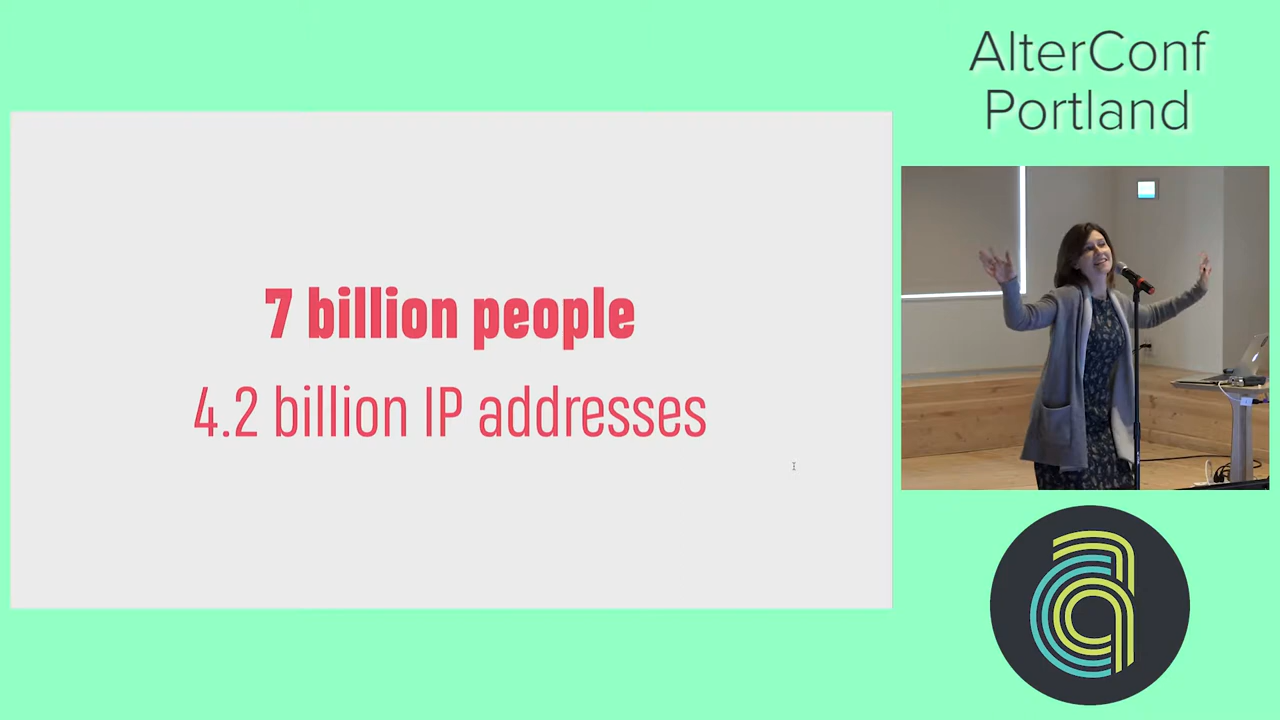 AlterConf
Portland
7 billion people
4.2 billion IP addresses